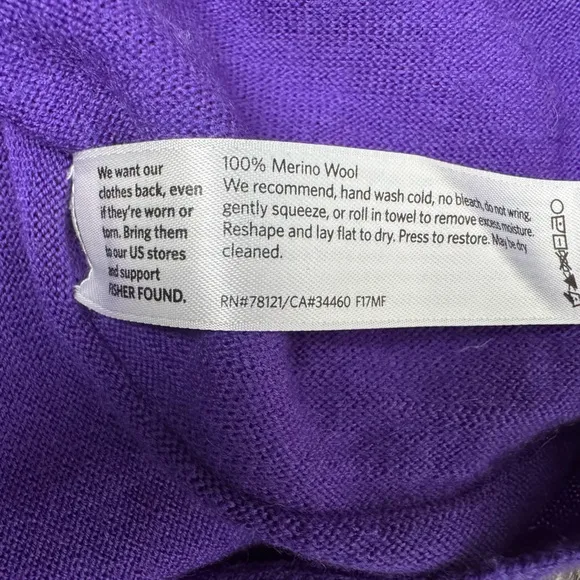 We want our
clothes back, even
if they're worn or
torn. Bring them
to our US stores
and support
FISHER FOUND.
100% Merino Wool
We recommend, hand wash cold, no bleach, do not wring,
gently squeeze, or roll in towel to remove excess moisture.
Reshape and lay flat to dry. Press to restore. May be dry
cleaned.
RN#78121/CA#34460 F17MF